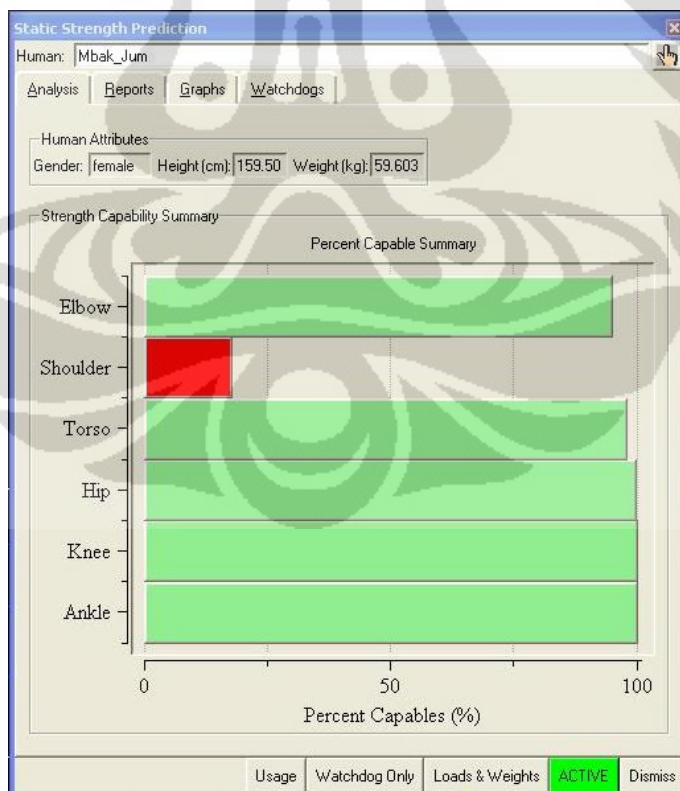 Static Strength Prediction
Human: Mbak_Jum
Analysis Reports Graphs Watchdogs
Human Attributes
Gender: female Height (cm): 159.50 Weight (kg): 59.603
Strength Capability Summary
Percent Capable Summary
Elbow
Shoulder
Torso
Hip
Knee
Ankle
0 50 100
Percent Capables (%)
Usage Watchdog Only Loads & Weights ACTIVE Dismiss